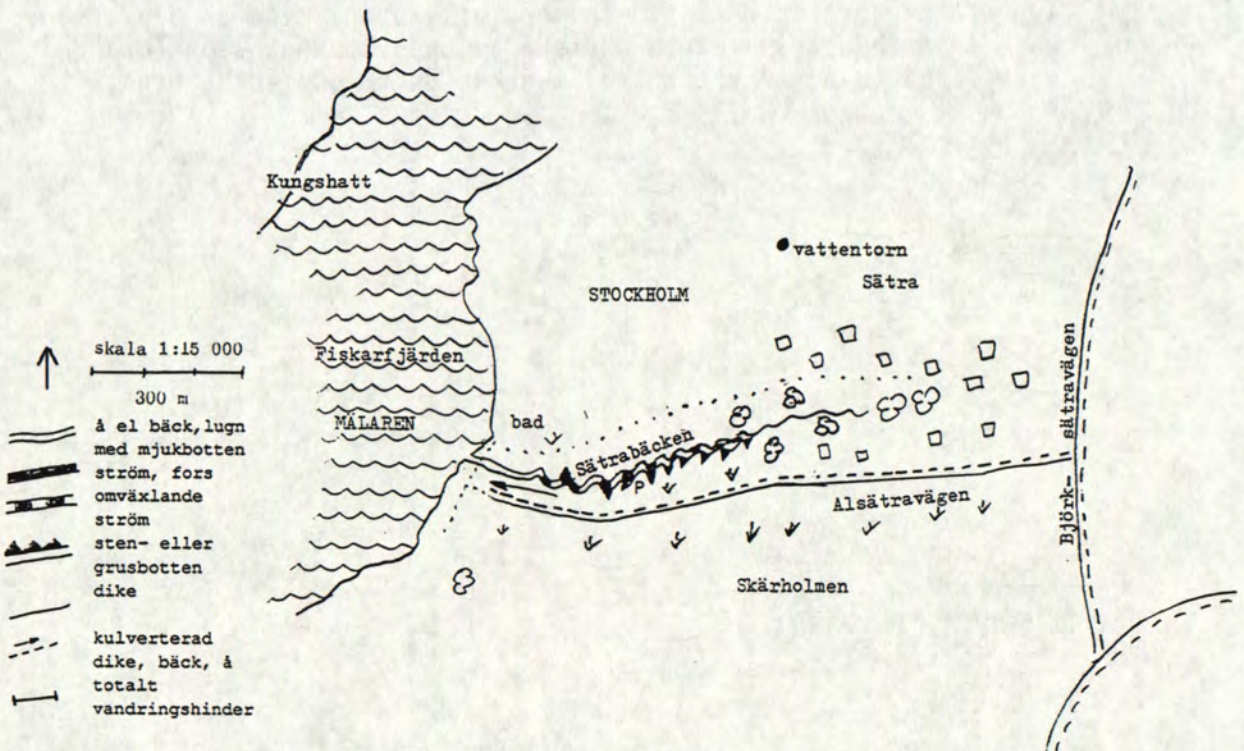 Kungshatt
vattentorn
Sätra
STOCKHOLM
skala 1:15 000
300 m
Fiskarfjärden
MÄLAREN
bad
Sätrabäcken
P
Alsätravägen
Björk- sätravägen
Skärholmen
å el bäck,lugn
med mjukbotten
ström, fors
omväxlande
ström
sten- eller
grusbotten
dike
kulverterad
dike, bäck, å
totalt
vandringshinder